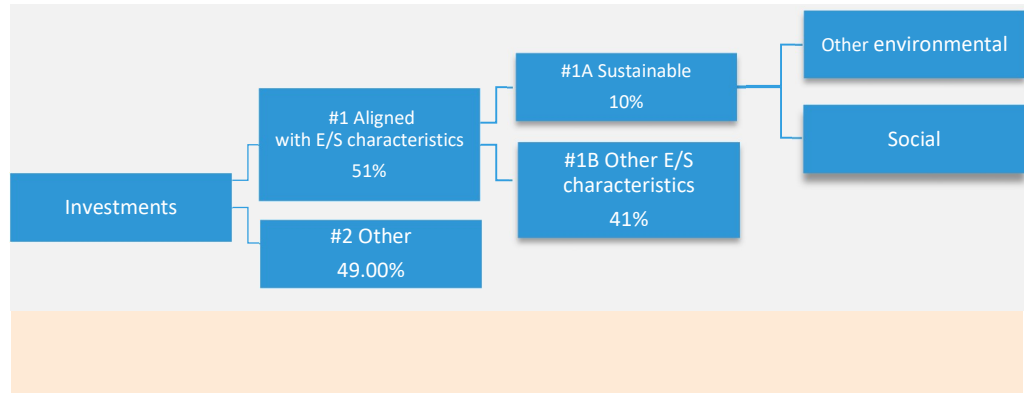 Investments
#1 Aligned
with E/S characteristics
51%
#2 Other
49.00%
#1A Sustainable
10%
#1B Other E/S
characteristics
41%
Other environmental
Social